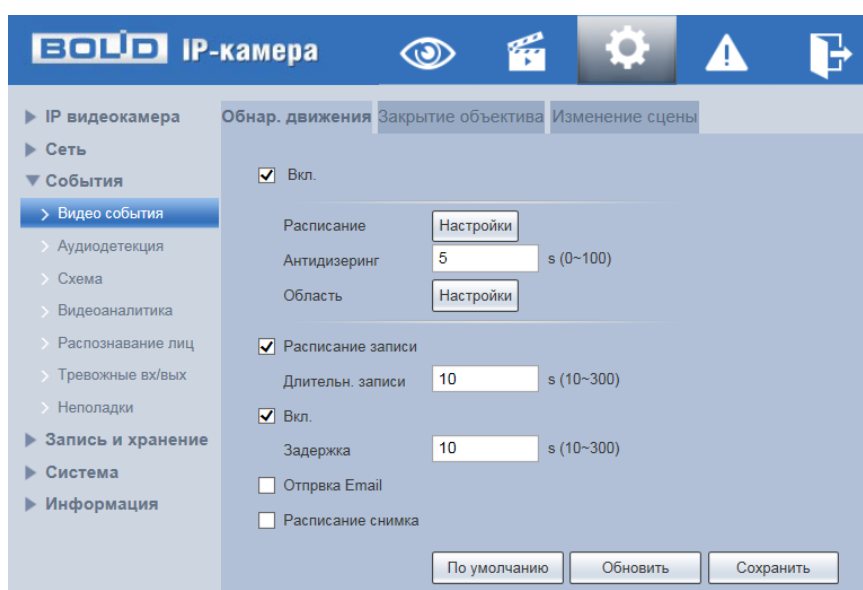 BOLID IP-камера
IP видеокамера
Сеть
События
Видео события
Аудиодетекция
Схема
Видеоаналитика
Распознавание лиц
Тревожные вх/вых
Неполадки
Запись и хранение
Система
Информация
Обнар. движения Закрытие объектива Изменение сцены
Вкл.
Расписание Настройки
Антидизеринг 5 s (0~100)
Область Настройки
Расписание записи
Длительн. записи 10 s (10~300)
Вкл.
Задержка 10 s (10~300)
Отпрвка Email
Расписание снимка
По умолчанию Обновить Сохранить